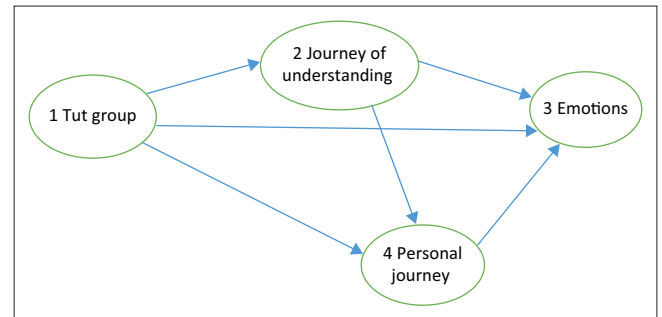 2 Journey of
understanding
1 Tut group
3 Emotions
4 Personal
journey